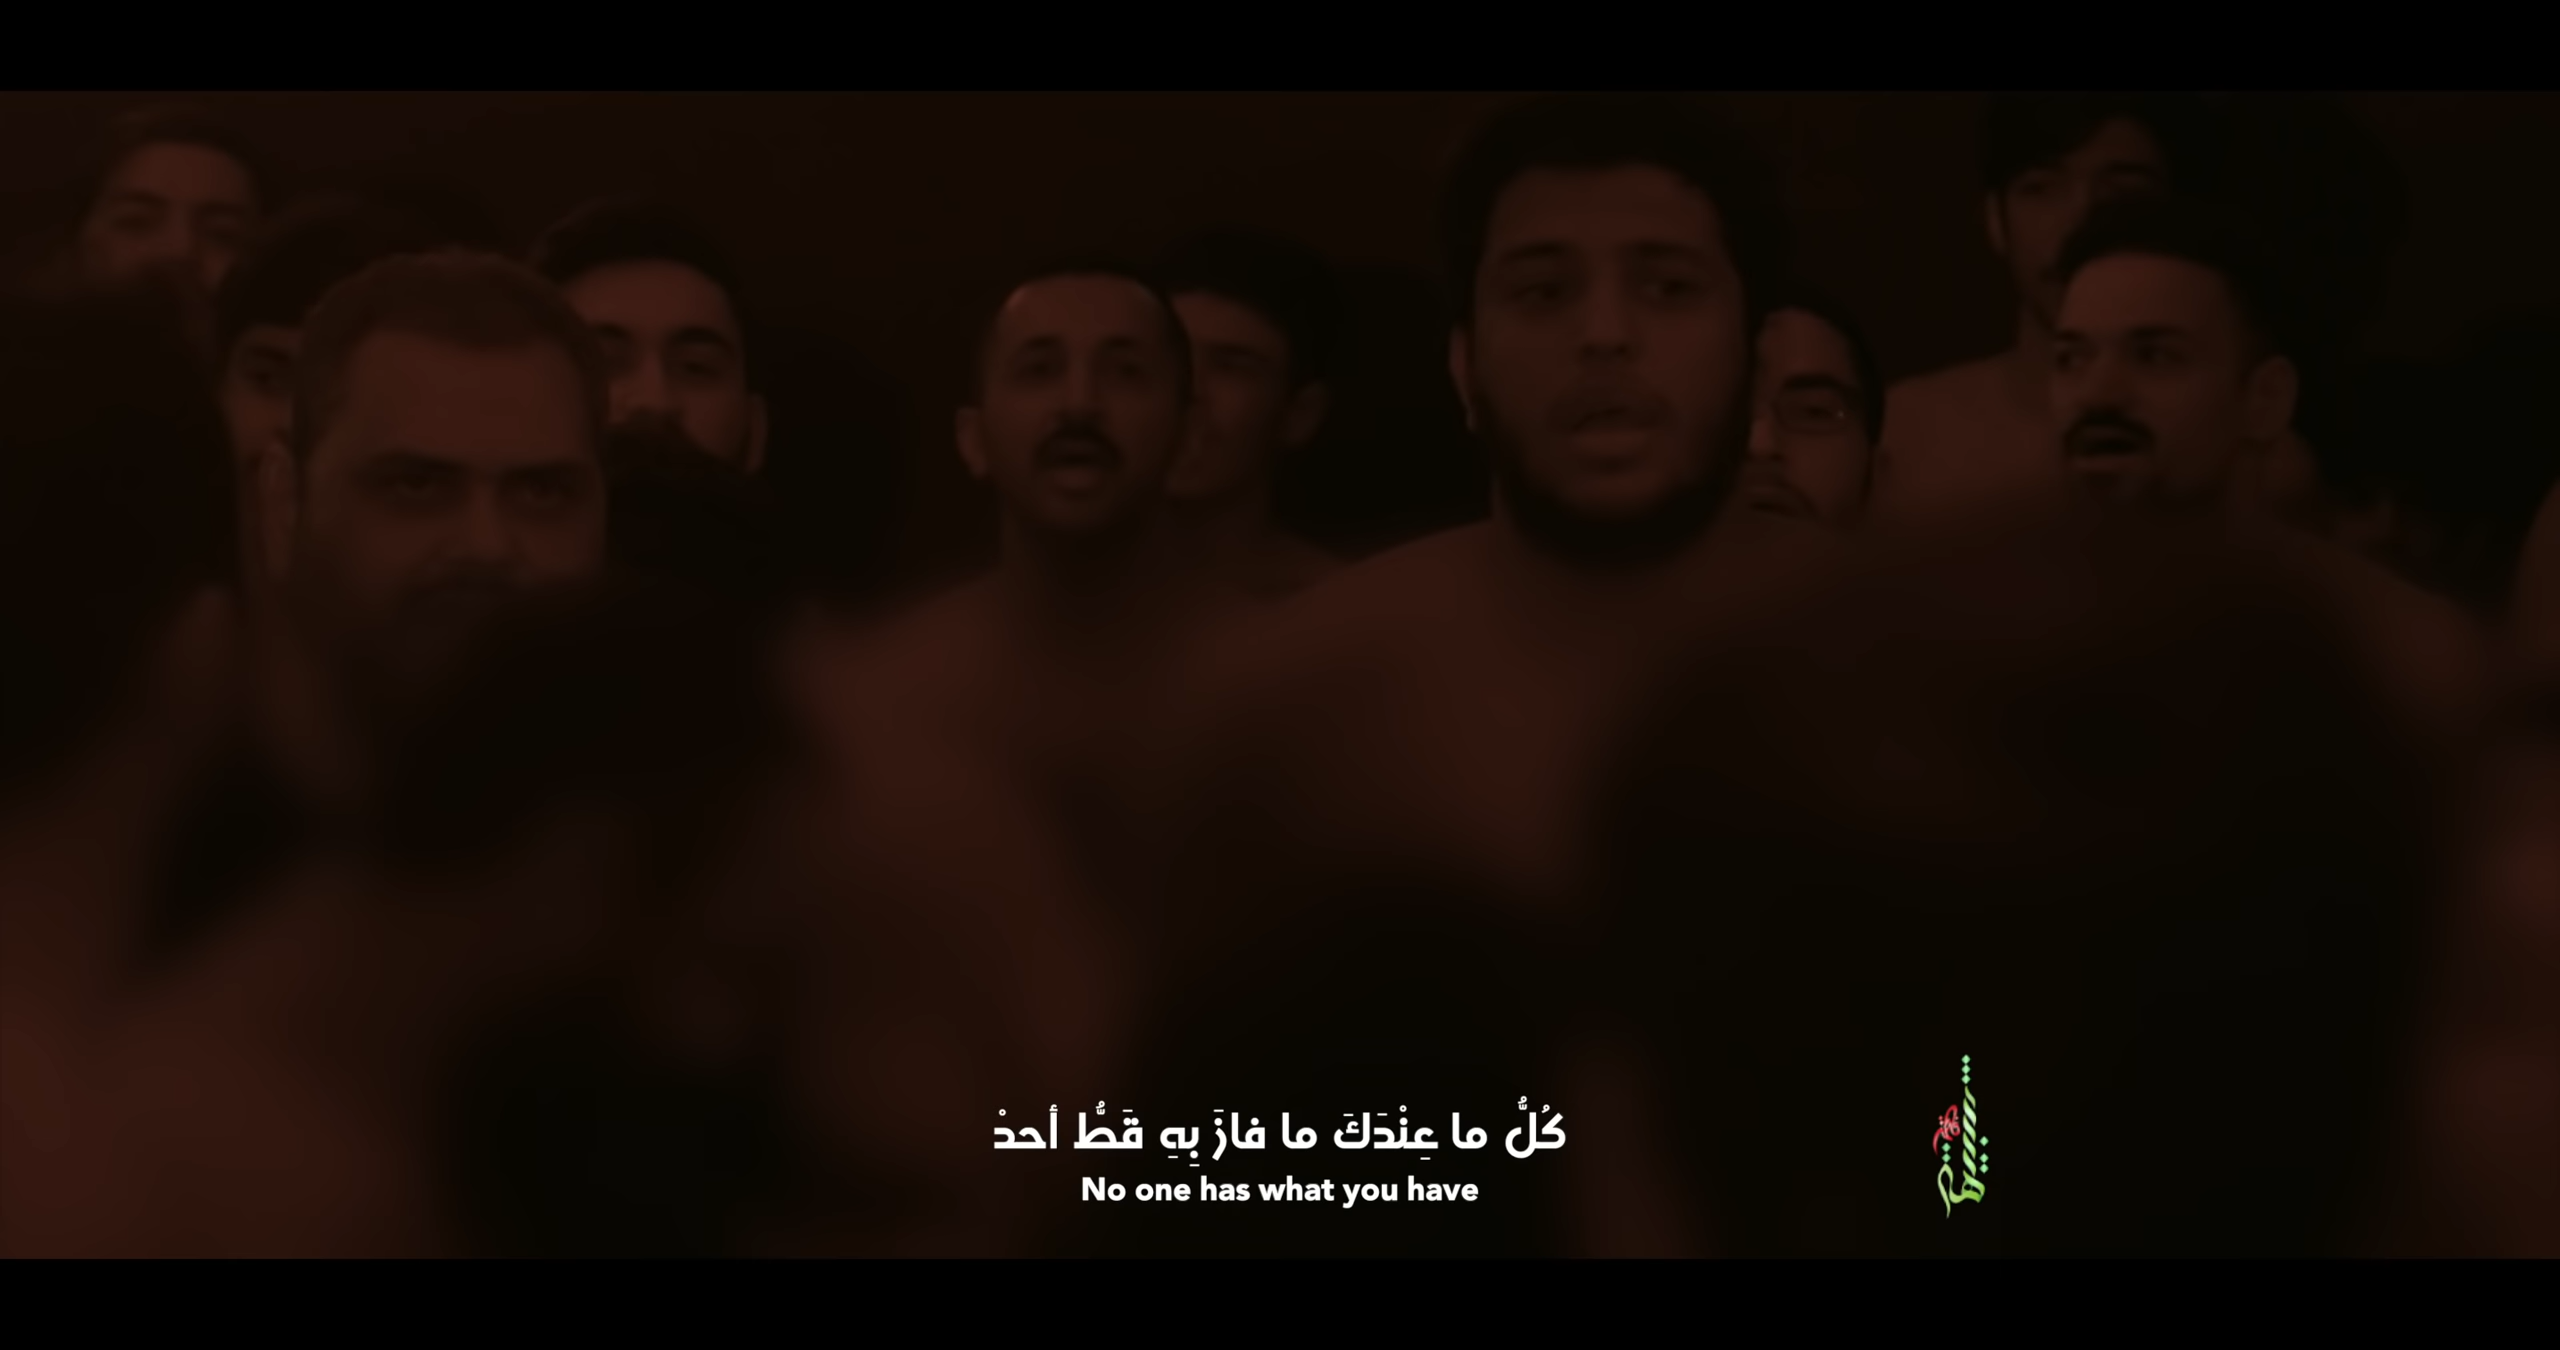 كُلُّ ما عِنْدَكَ ما فازَ بِهِ قَطُّ أحدْ
No one has what you have